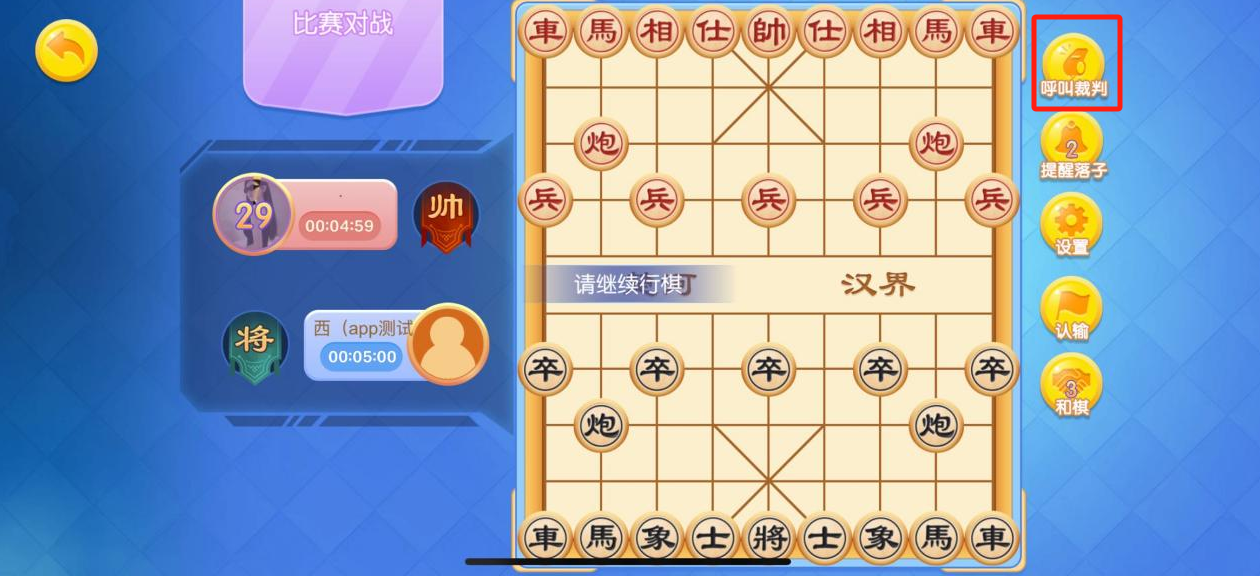 比赛对战
29
00:04:59
帅
将
西（app测试
00:05:00
車馬相仕帥仕相馬車
炮炮
兵兵兵兵兵
请继续行棋
汉界
卒卒卒卒卒
炮炮
車馬象士將士象馬車
呼叫裁判
2
提醒落子
设置
认输
3
和棋